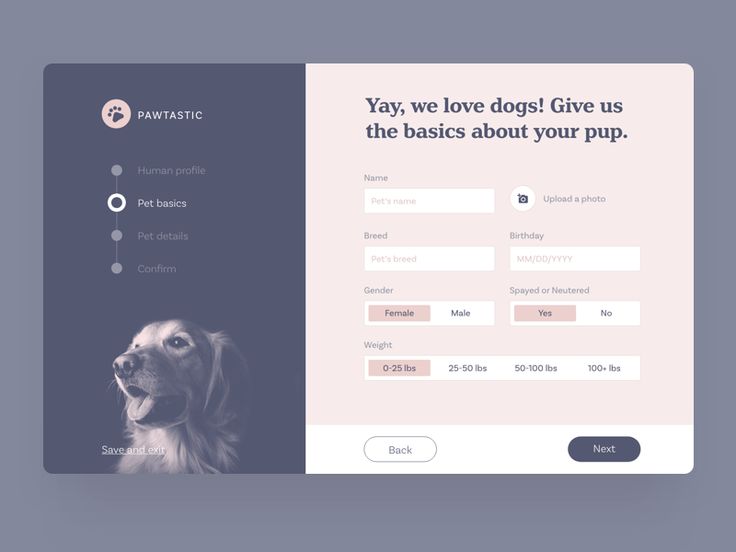 PAWTASTIC
Human profile
Pet basics
Pet details
Confirm
Save and exit
Yay, we love dogs! Give us
the basics about your pup.
Name
Pet's name
Upload a photo
Breed
Birthday
Pet's breed
MM/DD/YYYY
Gender
Spayed or Neutered
Female Male
Yes No
Weight
0-25 lbs 25-50 lbs 50-100 lbs 100+ lbs
Back
Next